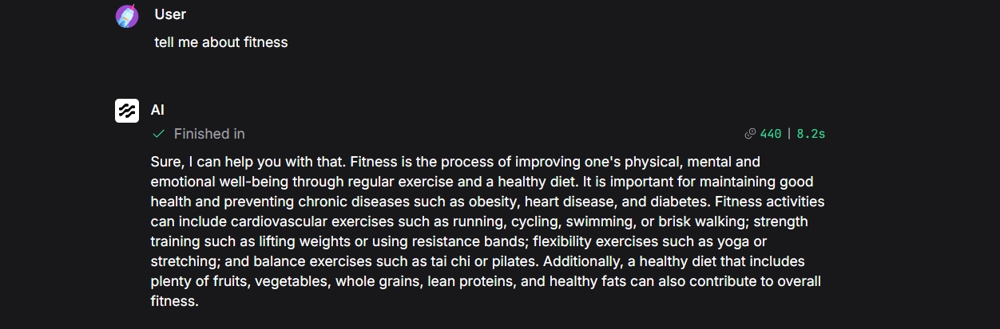 User
tell me about fitness
AI
Finished in 440 | 8.2s
Sure, I can help you with that. Fitness is the process of improving one's physical, mental and
emotional well-being through regular exercise and a healthy diet. It is important for maintaining good
health and preventing chronic diseases such as obesity, heart disease, and diabetes. Fitness activities
can include cardiovascular exercises such as running, cycling, swimming, or brisk walking; strength
training such as lifting weights or using resistance bands; flexibility exercises such as yoga or
stretching; and balance exercises such as tai chi or pilates. Additionally, a healthy diet that includes
plenty of fruits, vegetables, whole grains, lean proteins, and healthy fats can also contribute to overall
fitness.